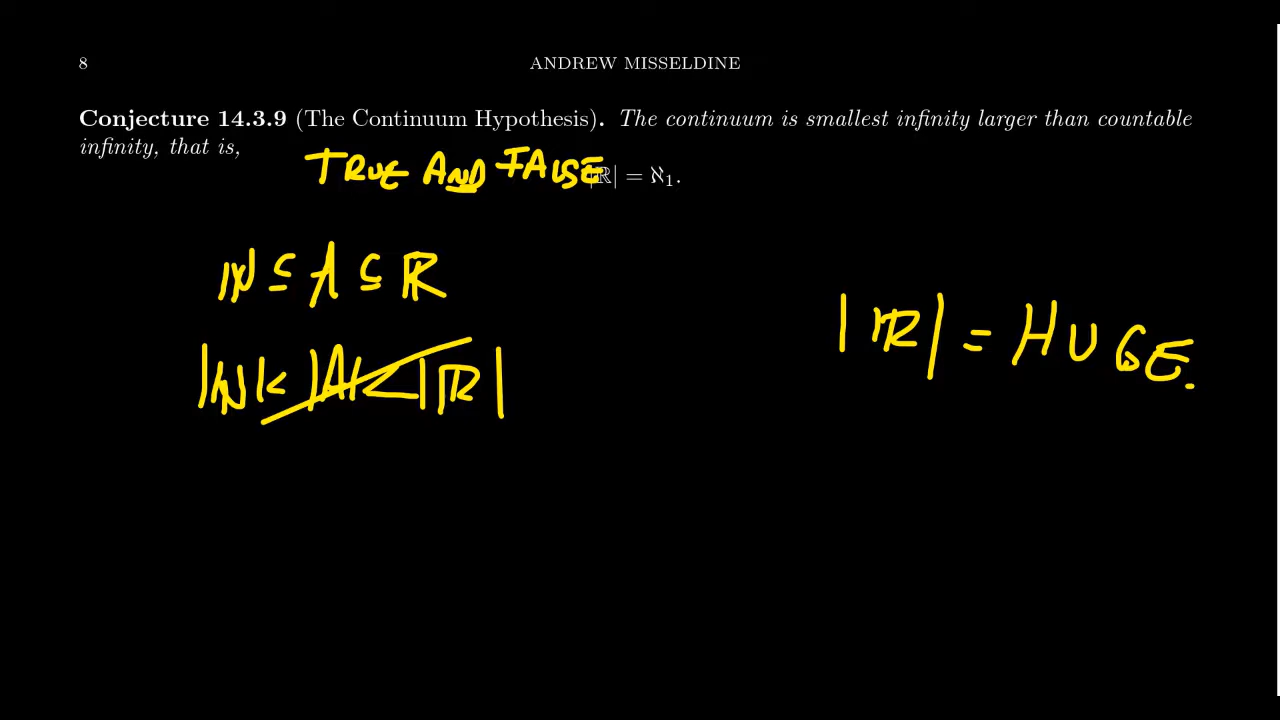 8 ANDREW MISSELDINE
Conjecture 14.3.9 (The Continuum Hypothesis). The continuum is smallest infinity larger than countable
infinity, that is,
TRUE AND FALSE
|ℝ| = ℵ₁.
ℕ ⊆ A ⊆ ℝ
|ℝ| = HUGE.
|ℕ| < |A| < |ℝ|